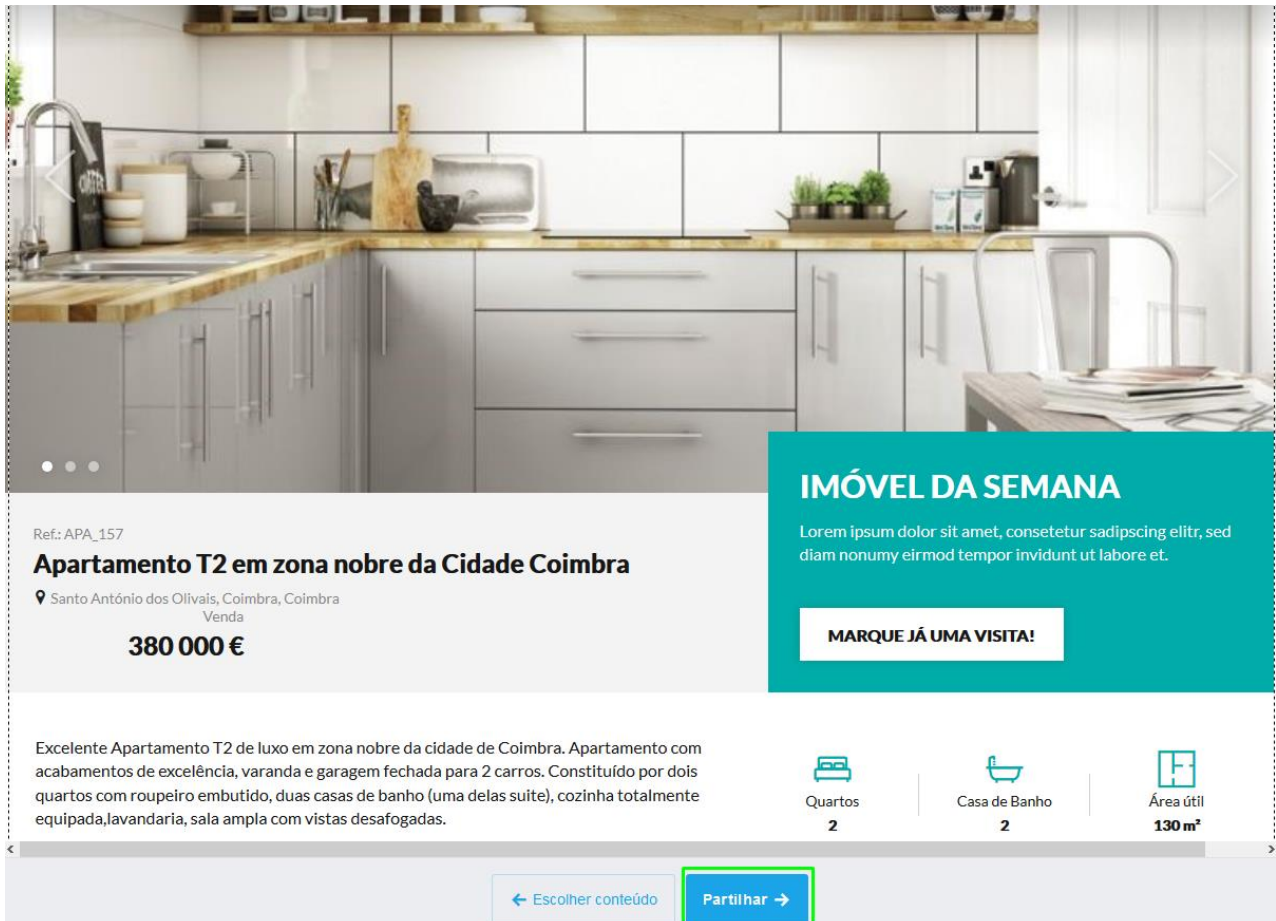 IMÓVEL DA SEMANA
Lorem ipsum dolor sit amet, consetetur sadipscing elitr, sed
diam nonumy eirmod tempor invidunt ut labore et.
MARQUE JÁ UMA VISITA!
Ref.: APA_157
Apartamento T2 em zona nobre da Cidade Coimbra
Santo António dos Olivais, Coimbra, Coimbra
Venda
380 000 €
Excelente Apartamento T2 de luxo em zona nobre da cidade de Coimbra. Apartamento com
acabamentos de excelência, varanda e garagem fechada para 2 carros. Constituído por dois
quartos com roupeiro embutido, duas casas de banho (uma delas suite), cozinha totalmente
equipada,lavandaria, sala ampla com vistas desafogadas.
Quartos
2
Casa de Banho
2
Área útil
130 m²
← Escolher conteúdo
Partilhar →